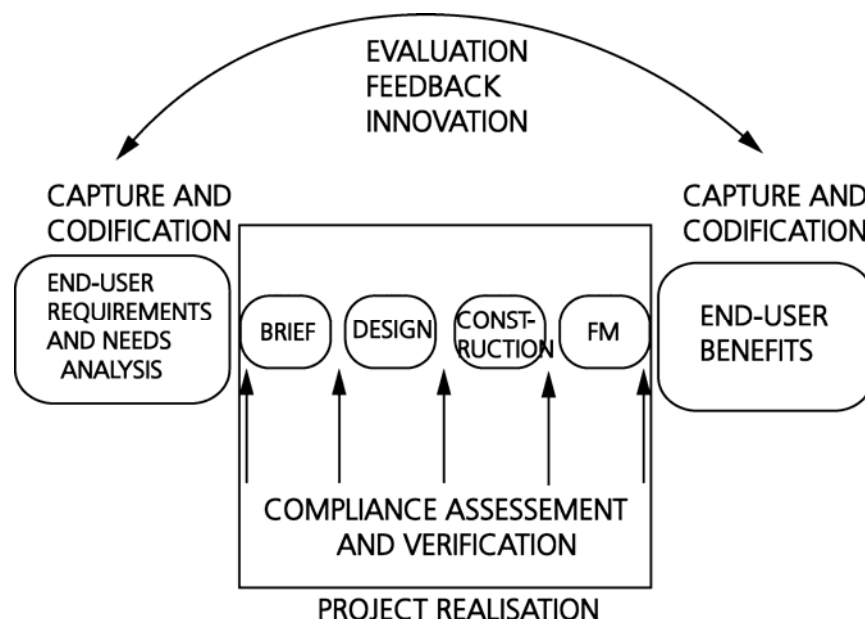 EVALUATION
FEEDBACK
INNOVATION
CAPTURE AND
CODIFICATION
CAPTURE AND
CODIFICATION
END-USER
REQUIREMENTS
AND NEEDS
ANALYSIS
BRIEF
DESIGN
CONST-
RUCTION
FM
END-USER
BENEFITS
COMPLIANCE ASSESSEMENT
AND VERIFICATION
PROJECT REALISATION